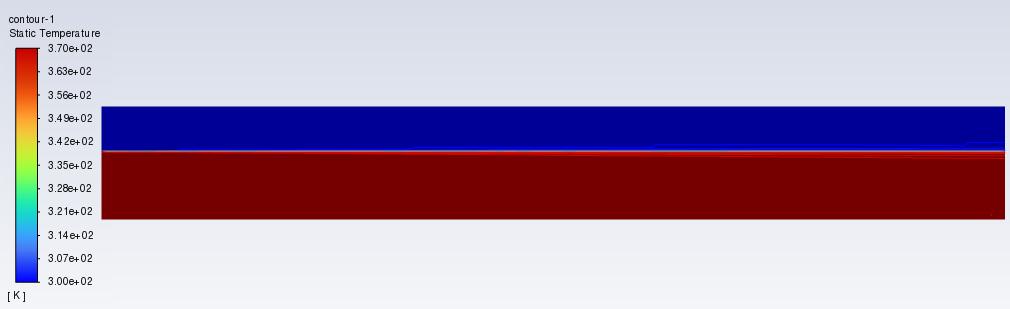 contour-1
Static Temperature
3.70e+02
3.63e+02
3.56e+02
3.49e+02
3.42e+02
3.35e+02
3.28e+02
3.21e+02
3.14e+02
3.07e+02
3.00e+02
[ K ]